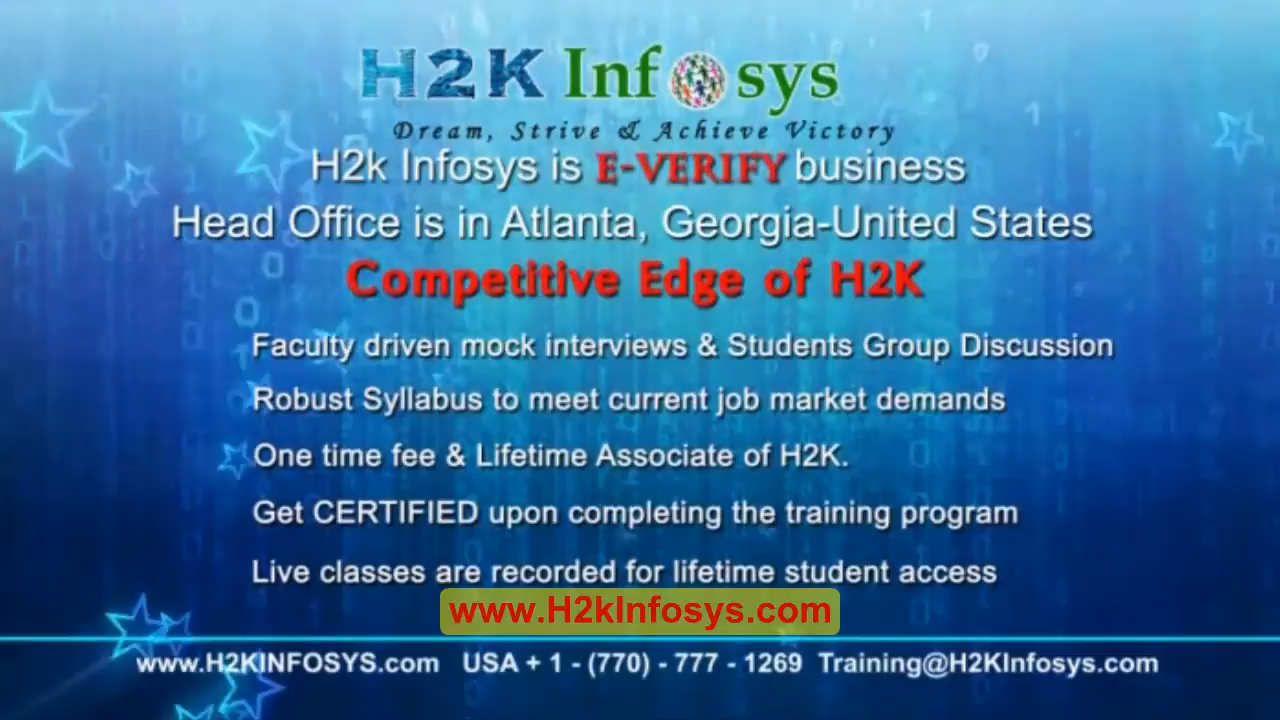 H2K Infosys
Dream, Strive & Achieve Victory
H2k Infosys is E-VERIFY business
Head Office is in Atlanta, Georgia-United States
Competitive Edge of H2K
Faculty driven mock interviews & Students Group Discussion
Robust Syllabus to meet current job market demands
One time fee & Lifetime Associate of H2K.
Get CERTIFIED upon completing the training program
Live classes are recorded for lifetime student access
www.H2kInfosys.com
www.H2KINFOSYS.com USA + 1 - (770) - 777 - 1269 Training@H2KInfosys.com